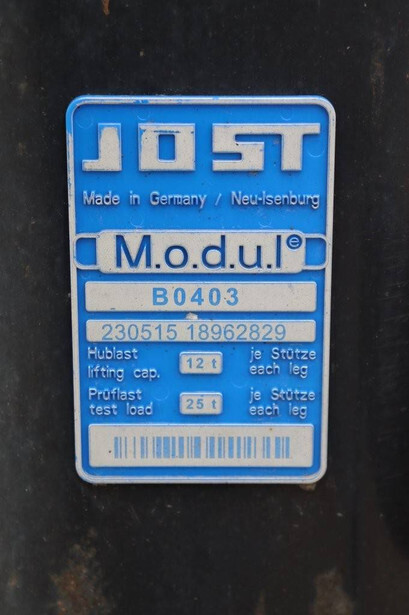 JOST
Made in Germany / Neu-Isenburg
M.o.d.u.l e
B0403
230515 18962829
Hublast 12 t je Stütze
lifting cap. each leg
Prüflast 25 t je Stütze
test load each leg